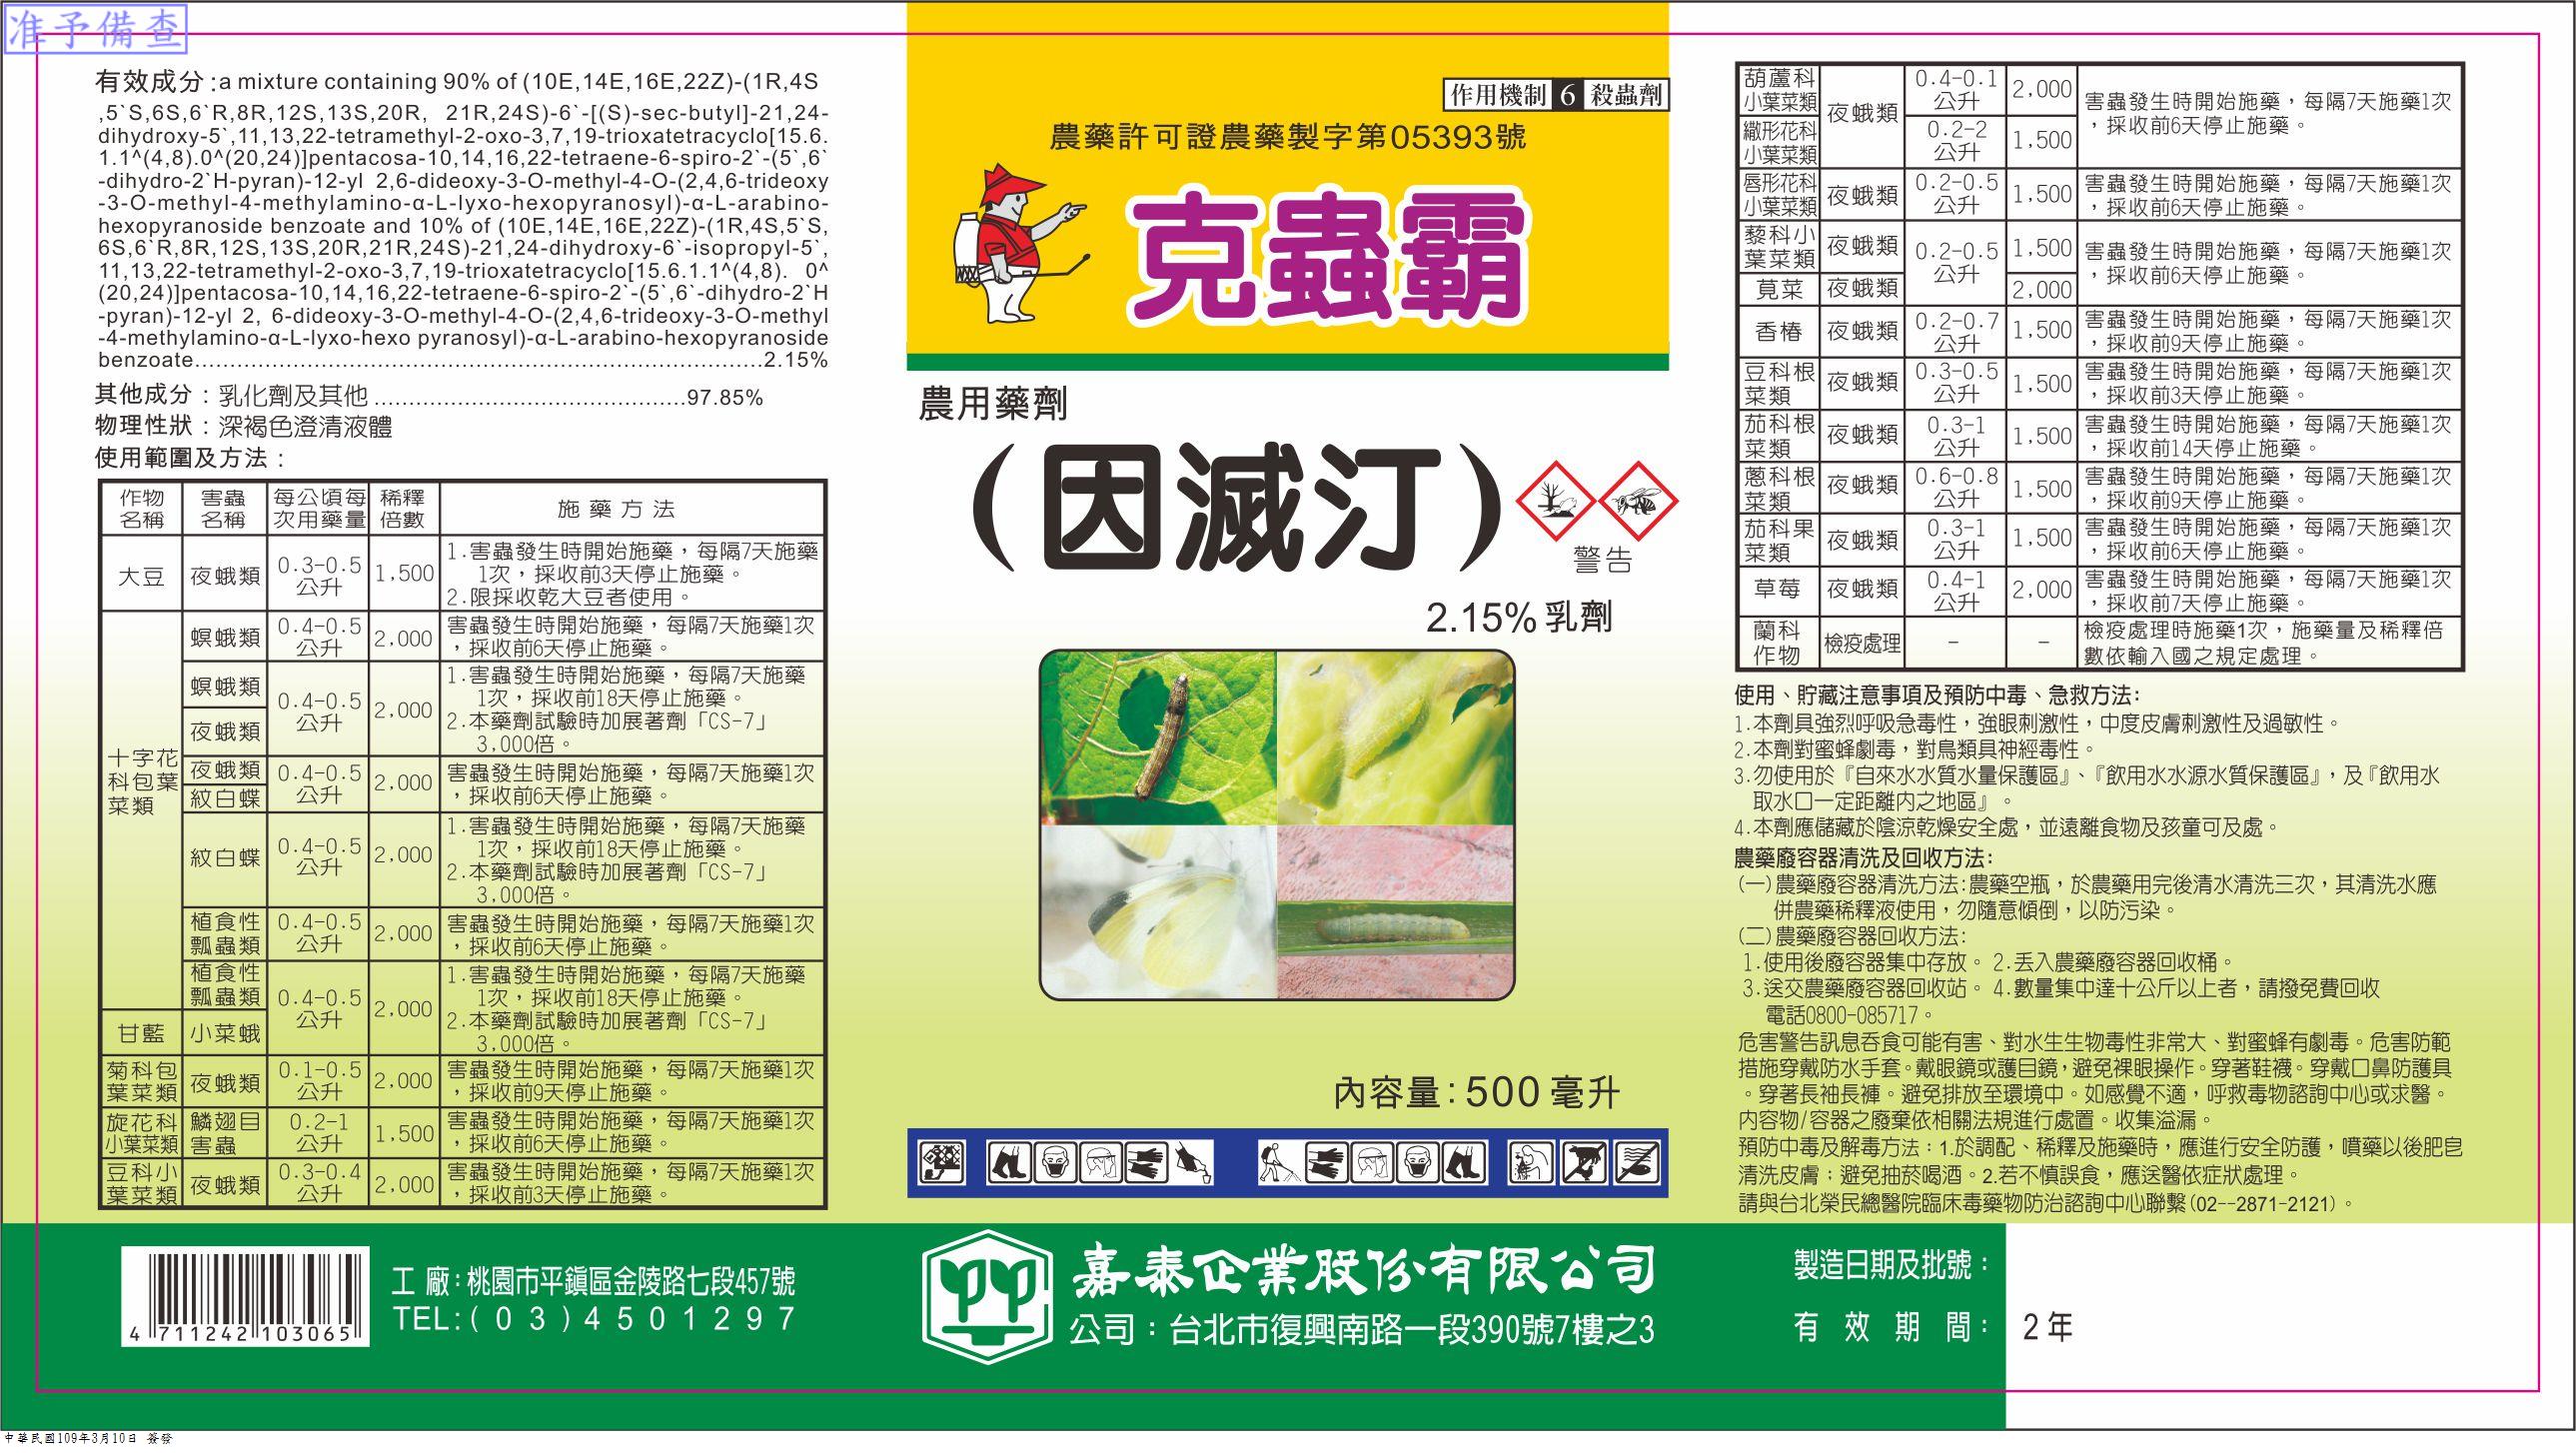 准予備查
有效成分:a mixture containing 90% of (10E,14E,16E,22Z)-(1R,4S
,5`S,6S,6`R,8R,12S,13S,20R, 21R,24S)-6`-[(S)-sec-butyl]-21,24-
dihydroxy-5`,11,13,22-tetramethyl-2-oxo-3,7,19-trioxatetracyclo[15.6.
1.1^(4,8).0^(20,24)]pentacosa-10,14,16,22-tetraene-6-spiro-2`-(5`,6`
-dihydro-2`H-pyran)-12-yl 2,6-dideoxy-3-O-methyl-4-O-(2,4,6-trideoxy
-3-O-methyl-4-methylamino-α-L-lyxo-hexopyranosyl)-α-L-arabino-
hexopyranoside benzoate and 10% of (10E,14E,16E,22Z)-(1R,4S,5`S,
6S,6`R,8R,12S,13S,20R,21R,24S)-21,24-dihydroxy-6`-isopropyl-5`,
11,13,22-tetramethyl-2-oxo-3,7,19-trioxatetracyclo[15.6.1.1^(4,8). 0^
(20,24)]pentacosa-10,14,16,22-tetraene-6-spiro-2`-(5`,6`-dihydro-2`H
-pyran)-12-yl 2, 6-dideoxy-3-O-methyl-4-O-(2,4,6-trideoxy-3-O-methyl
-4-methylamino-α-L-lyxo-hexo pyranosyl)-α-L-arabino-hexopyranoside
benzoate................................................................................2.15%
其他成分：乳化劑及其他.............................................97.85%
物理性狀：深褐色澄清液體
使用範圍及方法：
作物名稱 害蟲名稱 每公頃每次用藥量 稀釋倍數 施藥方法
大豆 夜蛾類 0.3-0.5公升 1,500 1.害蟲發生時開始施藥，每隔7天施藥
1次，採收前3天停止施藥。
2.限採收乾大豆者使用。
十字花科包葉菜類 螟蛾類 0.4-0.5公升 2,000 害蟲發生時開始施藥，每隔7天施藥1次
，採收前6天停止施藥。
螟蛾類 夜蛾類 0.4-0.5公升 2,000 1.害蟲發生時開始施藥，每隔7天施藥
1次，採收前18天停止施藥。
2.本藥劑試驗時加展著劑「CS-7」
3,000倍。
夜蛾類 紋白蝶 0.4-0.5公升 2,000 害蟲發生時開始施藥，每隔7天施藥1次
，採收前6天停止施藥。
紋白蝶 0.4-0.5公升 2,000 1.害蟲發生時開始施藥，每隔7天施藥
1次，採收前18天停止施藥。
2.本藥劑試驗時加展著劑「CS-7」
3,000倍。
植食性瓢蟲類 0.4-0.5公升 2,000 害蟲發生時開始施藥，每隔7天施藥1次
，採收前6天停止施藥。
植食性瓢蟲類 0.4-0.5公升 2,000 1.害蟲發生時開始施藥，每隔7天施藥
1次，採收前18天停止施藥。
甘藍 小菜蛾 2.本藥劑試驗時加展著劑「CS-7」
3,000倍。
菊科包葉菜類 夜蛾類 0.1-0.5公升 2,000 害蟲發生時開始施藥，每隔7天施藥1次
，採收前9天停止施藥。
旋花科小葉菜類 鱗翅目害蟲 0.2-1公升 1,500 害蟲發生時開始施藥，每隔7天施藥1次
，採收前6天停止施藥。
豆科小葉菜類 夜蛾類 0.3-0.4公升 2,000 害蟲發生時開始施藥，每隔7天施藥1次
，採收前3天停止施藥。
4 711242 103065
工 廠:桃園市平鎮區金陵路七段457號
TEL:(03)4501297
作用機制 6 殺蟲劑
農藥許可證農藥製字第05393號
克蟲霸
農用藥劑
（因滅汀）
警告
2.15% 乳劑
內容量：500 毫升
嘉泰企業股份有限公司
公司：台北市復興南路一段390號7樓之3
葫蘆科小葉菜類 夜蛾類 0.4-0.1公升 2,000 害蟲發生時開始施藥，每隔7天施藥1次
，採收前6天停止施藥。
繖形花科小葉菜類 0.2-2公升 1,500
唇形花科小葉菜類 夜蛾類 0.2-0.5公升 1,500 害蟲發生時開始施藥，每隔7天施藥1次
，採收前6天停止施藥。
藜科小葉菜類 夜蛾類 0.2-0.5公升 1,500 害蟲發生時開始施藥，每隔7天施藥1次
，採收前6天停止施藥。
莧菜 夜蛾類 2,000
香椿 夜蛾類 0.2-0.7公升 1,500 害蟲發生時開始施藥，每隔7天施藥1次
，採收前9天停止施藥。
豆科根菜類 夜蛾類 0.3-0.5公升 1,500 害蟲發生時開始施藥，每隔7天施藥1次
，採收前3天停止施藥。
茄科根菜類 夜蛾類 0.3-1公升 1,500 害蟲發生時開始施藥，每隔7天施藥1次
，採收前14天停止施藥。
蔥科根菜類 夜蛾類 0.6-0.8公升 1,500 害蟲發生時開始施藥，每隔7天施藥1次
，採收前9天停止施藥。
茄科果菜類 夜蛾類 0.3-1公升 1,500 害蟲發生時開始施藥，每隔7天施藥1次
，採收前6天停止施藥。
草莓 夜蛾類 0.4-1公升 2,000 害蟲發生時開始施藥，每隔7天施藥1次
，採收前7天停止施藥。
蘭科作物 檢疫處理 - - 檢疫處理時施藥1次，施藥量及稀釋倍
數依輸入國之規定處理。
使用、貯藏注意事項及預防中毒、急救方法:
1.本劑具強烈呼吸急毒性，強眼刺激性，中度皮膚刺激性及過敏性。
2.本劑對蜜蜂劇毒，對鳥類具神經毒性。
3.勿使用於『自來水水質水量保護區』、『飲用水水源水質保護區』，及『飲用水
取水口一定距離內之地區』。
4.本劑應儲藏於陰涼乾燥安全處，並遠離食物及孩童可及處。
農藥廢容器清洗及回收方法:
(一)農藥廢容器清洗方法:農藥空瓶，於農藥用完後清水清洗三次，其清洗水應
併農藥稀釋液使用，勿隨意傾倒，以防污染。
(二)農藥廢容器回收方法:
1.使用後廢容器集中存放。 2.丟入農藥廢容器回收桶。
3.送交農藥廢容器回收站。 4.數量集中達十公斤以上者，請撥免費回收
電話0800-085717。
危害警告訊息吞食可能有害、對水生生物毒性非常大、對蜜蜂有劇毒。危害防範
措施穿戴防水手套。戴眼鏡或護目鏡，避免裸眼操作。穿著鞋襪。穿戴口鼻防護具
。穿著長袖長褲。避免排放至環境中。如感覺不適，呼救毒物諮詢中心或求醫。
內容物/容器之廢棄依相關法規進行處置。收集溢漏。
預防中毒及解毒方法：1.於調配、稀釋及施藥時，應進行安全防護，噴藥以後肥皂
清洗皮膚；避免抽菸喝酒。2.若不慎誤食，應送醫依症狀處理。
請與台北榮民總醫院臨床毒藥物防治諮詢中心聯繫(02--2871-2121)。
製造日期及批號：
有效期間： 2年
中華民國109年3月10日 簽發